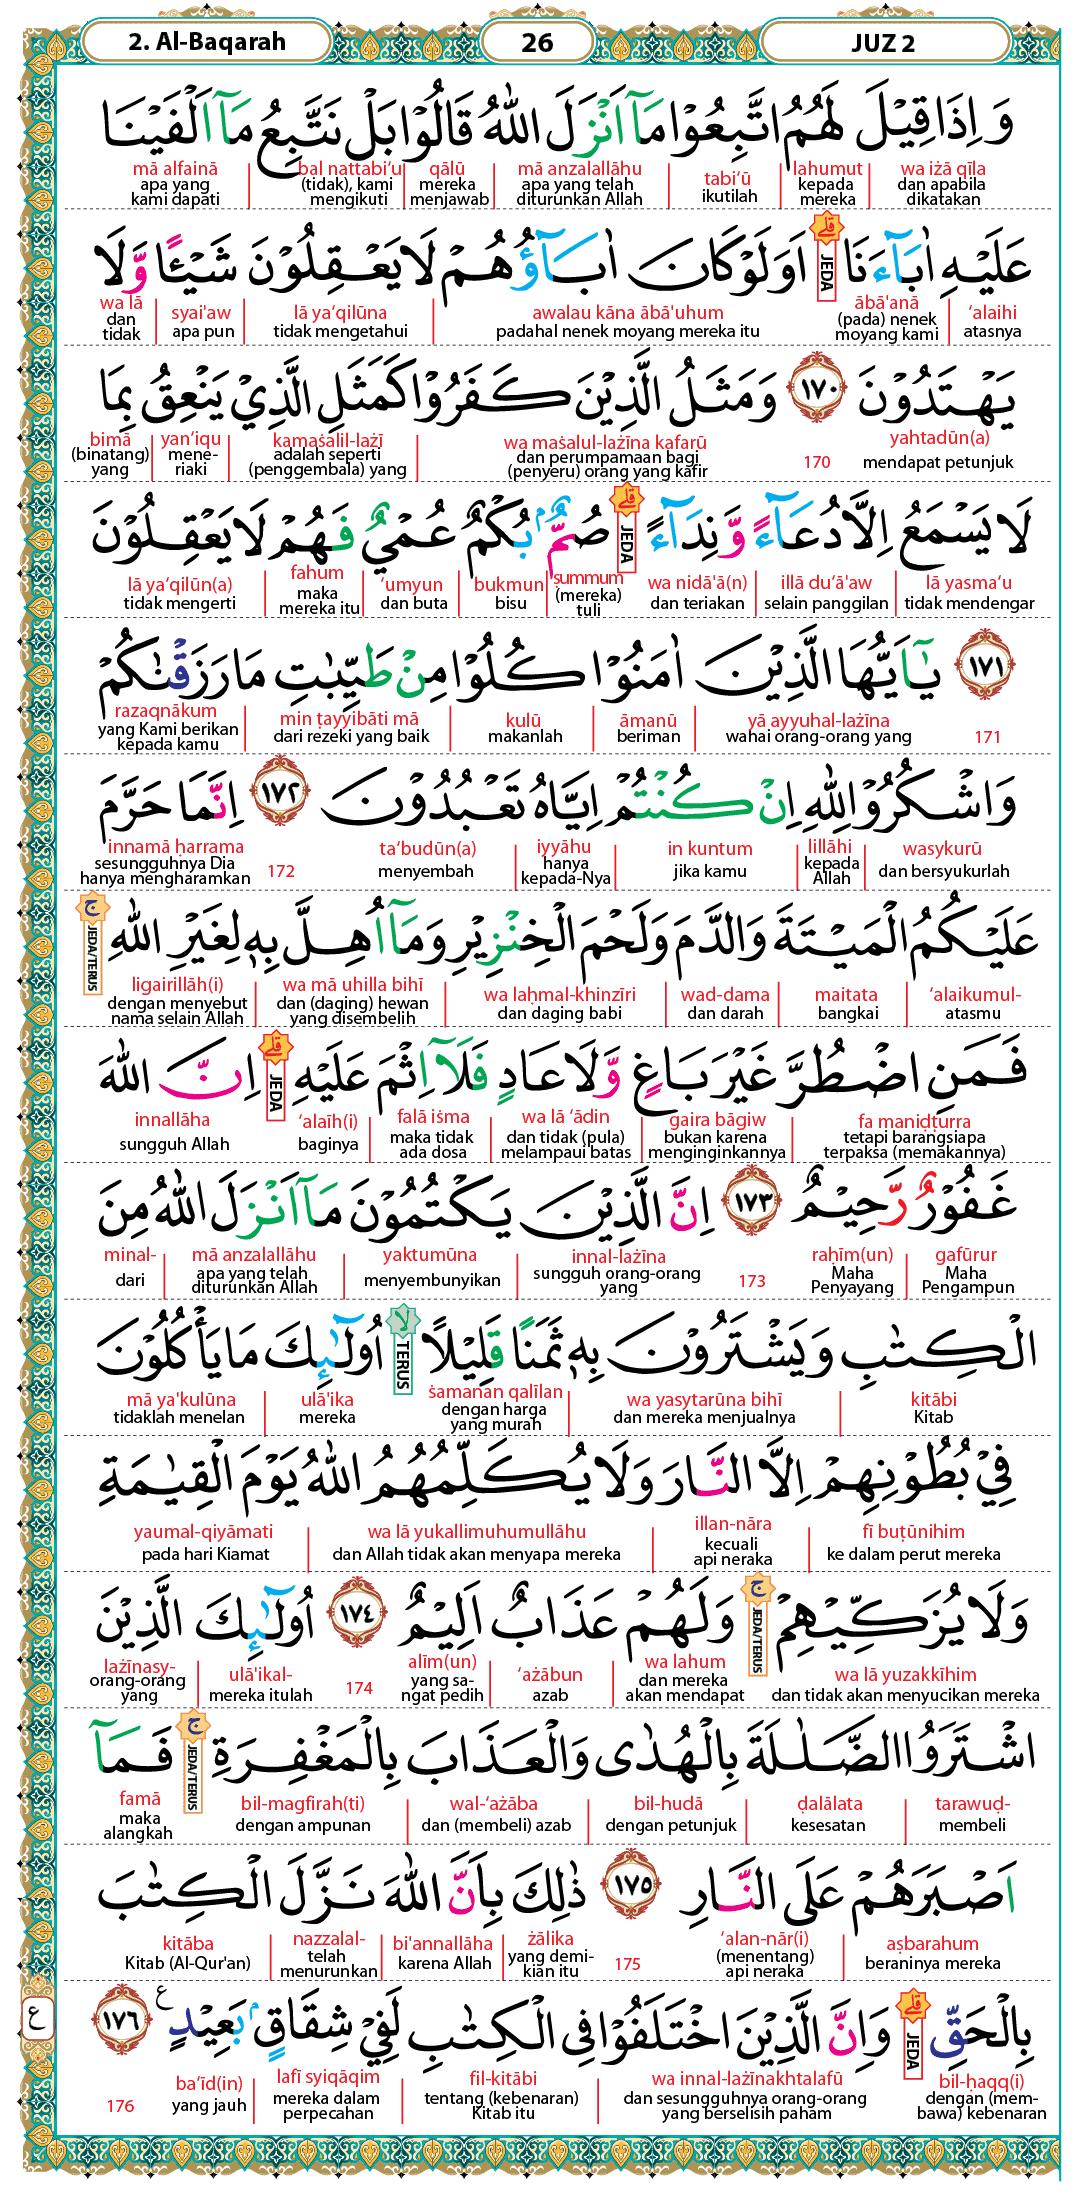 2. Al-Baqarah
26
JUZ 2
وَاِذَا قِيْلَ لَهُمُ اتَّبِعُوْا مَآ اَنْزَلَ اللّٰهُ قَالُوْا بَلْ نَتَّبِعُ مَآ اَلْفَيْنَا
wa iżā qīla lahumut tabi‘ū mā anzalallāhu qālū bal nattabi‘u mā alfainā
dan apabila dikatakan kepada mereka ikutilah apa yang telah diturunkan Allah mereka menjawab (tidak), kami mengikuti apa yang kami dapati
عَلَيْهِ اٰبَاۤءَنَا ۗ JEDA اَوَلَوْ كَانَ اٰبَاۤؤُهُمْ لَا يَعْقِلُوْنَ شَيْـًٔا وَّلَا
‘alaihi ābā'anā awalau kāna ābā'uhum lā ya‘qilūna syai'aw wa lā
atasnya (pada) nenek moyang kami padahal nenek moyang mereka itu tidak mengetahui apa pun dan tidak
يَهْتَدُوْنَ ١٧٠ وَمَثَلُ الَّذِيْنَ كَفَرُوْا كَمَثَلِ الَّذِيْ يَنْعِقُ بِمَا
yahtadūn(a) wa maṡalul-lażīna kafarū kamaṡalil-lażī yan‘iqu bimā
mendapat petunjuk 170 dan perumpamaan bagi (penyeru) orang yang kafir adalah seperti (penggembala) yang mene-riaki (binatang) yang
لَا يَسْمَعُ اِلَّا دُعَاۤءً وَّنِدَاۤءً ۗ JEDA صُمٌّۢ بُكْمٌ عُمْيٌ فَهُمْ لَا يَعْقِلُوْنَ
lā yasma‘u illā du‘ā'aw wa nidā'ā(n) ṣummum bukmun ‘umyun fahum lā ya‘qilūn(a)
tidak mendengar selain panggilan dan teriakan (mereka) tuli bisu dan buta maka mereka itu tidak mengerti
١٧١ يٰٓاَيُّهَا الَّذِيْنَ اٰمَنُوْا كُلُوْا مِنْ طَيِّبٰتِ مَا رَزَقْنٰكُمْ
yā ayyuhal-lażīna āmanū kulū min ṭayyibāti mā razaqnākum
171 wahai orang-orang yang beriman makanlah dari rezeki yang baik yang Kami berikan kepada kamu
وَاشْكُرُوْا لِلّٰهِ اِنْ كُنْتُمْ اِيَّاهُ تَعْبُدُوْنَ ١٧٢ اِنَّمَا حَرَّمَ
wasykurū lillāhi in kuntum iyyāhu ta‘budūn(a) innamā ḥarrama
dan bersyukurlah kepada Allah jika kamu hanya kepada-Nya menyembah 172 sesungguhnya Dia hanya mengharamkan
عَلَيْكُمُ الْمَيْتَةَ وَالدَّمَ وَلَحْمَ الْخِنْزِيْرِ وَمَآ اُهِلَّ بِهٖ لِغَيْرِ اللّٰهِ ۚ JEDA/TERUS
‘alaikumul- maitata wad-dama wa laḥmal-khinzīri wa mā uhilla bihī ligairillāh(i)
atasmu bangkai dan darah dan daging babi dan (daging) hewan yang disembelih dengan menyebut nama selain Allah
فَمَنِ اضْطُرَّ غَيْرَ بَاغٍ وَّلَا عَادٍ فَلَآ اِثْمَ عَلَيْهِ ۗ JEDA اِنَّ اللّٰهَ
fa maniḍṭurra gaira bāgiw wa lā ‘ādin falā iṡma ‘alaīh(i) innallāha
tetapi barangsiapa terpaksa (memakannya) bukan karena menginginkannya dan tidak (pula) melampaui batas maka tidak ada dosa baginya sungguh Allah
غَفُوْرٌ رَّحِيْمٌ ١٧٣ اِنَّ الَّذِيْنَ يَكْتُمُوْنَ مَآ اَنْزَلَ اللّٰهُ مِنَ
gafūrur raḥīm(un) innal-lażīna yaktumūna mā anzalallāhu minal-
Maha Pengampun Maha Penyayang 173 sungguh orang-orang yang menyembunyikan apa yang telah diturunkan Allah dari
الْكِتٰبِ وَيَشْتَرُوْنَ بِهٖ ثَمَنًا قَلِيْلًا ۙ TERUS اُولٰۤىِٕكَ مَا يَأْكُلُوْنَ
kitābi wa yasytarūna bihī ṡamanan qalīlan ulā'ika mā ya'kulūna
Kitab dan mereka menjualnya dengan harga yang murah mereka tidaklah menelan
فِيْ بُطُوْنِهِمْ اِلَّا النَّارَ وَلَا يُكَلِّمُهُمُ اللّٰهُ يَوْمَ الْقِيٰمَةِ
fī buṭūnihim illan-nāra wa lā yukallimuhumullāhu yaumal-qiyāmati
ke dalam perut mereka kecuali api neraka dan Allah tidak akan menyapa mereka pada hari Kiamat
وَلَا يُزَكِّيْهِمْ ۚ JEDA/TERUS وَلَهُمْ عَذَابٌ اَلِيْمٌ ١٧٤ اُولٰۤىِٕكَ الَّذِيْنَ
wa lā yuzakkīhim wa lahum ‘ażābun alīm(un) ulā'ikal- lażīnasy-
dan tidak akan menyucikan mereka dan mereka akan mendapat azab yang sa-ngat pedih 174 mereka itulah orang-orang yang
اشْتَرَوُا الضَّلٰلَةَ بِالْهُدٰى وَالْعَذَابَ بِالْمَغْفِرَةِ ۚ JEDA/TERUS فَمَآ
tarawuḍ- ḍalālata bil-hudā wal-‘ażāba bil-magfirah(ti) famā
membeli kesesatan dengan petunjuk dan (membeli) azab dengan ampunan maka alangkah
اَصْبَرَهُمْ عَلَى النَّارِ ١٧٥ ذٰلِكَ بِاَنَّ اللّٰهَ نَزَّلَ الْكِتٰبَ
aṣbarahum ‘alan-nār(i) żālika bi'annallāha nazzalal- kitāba
beraninya mereka (menentang) api neraka 175 yang demi-kian itu karena Allah telah menurunkan Kitab (Al-Qur'an)
بِالْحَقِّ ۗ JEDA وَاِنَّ الَّذِيْنَ اخْتَلَفُوْا فِى الْكِتٰبِ لَفِيْ شِقَاقٍۢ بَعِيْدٍ ࣖ ١٧٦
bil-ḥaqq(i) wa innal-lażīnakhtalafū fil-kitābi lafī syiqāqim ba‘īd(in)
dengan (mem-bawa) kebenaran dan sesungguhnya orang-orang yang berselisih paham tentang (kebenaran) Kitab itu mereka dalam perpecahan yang jauh 176
ع